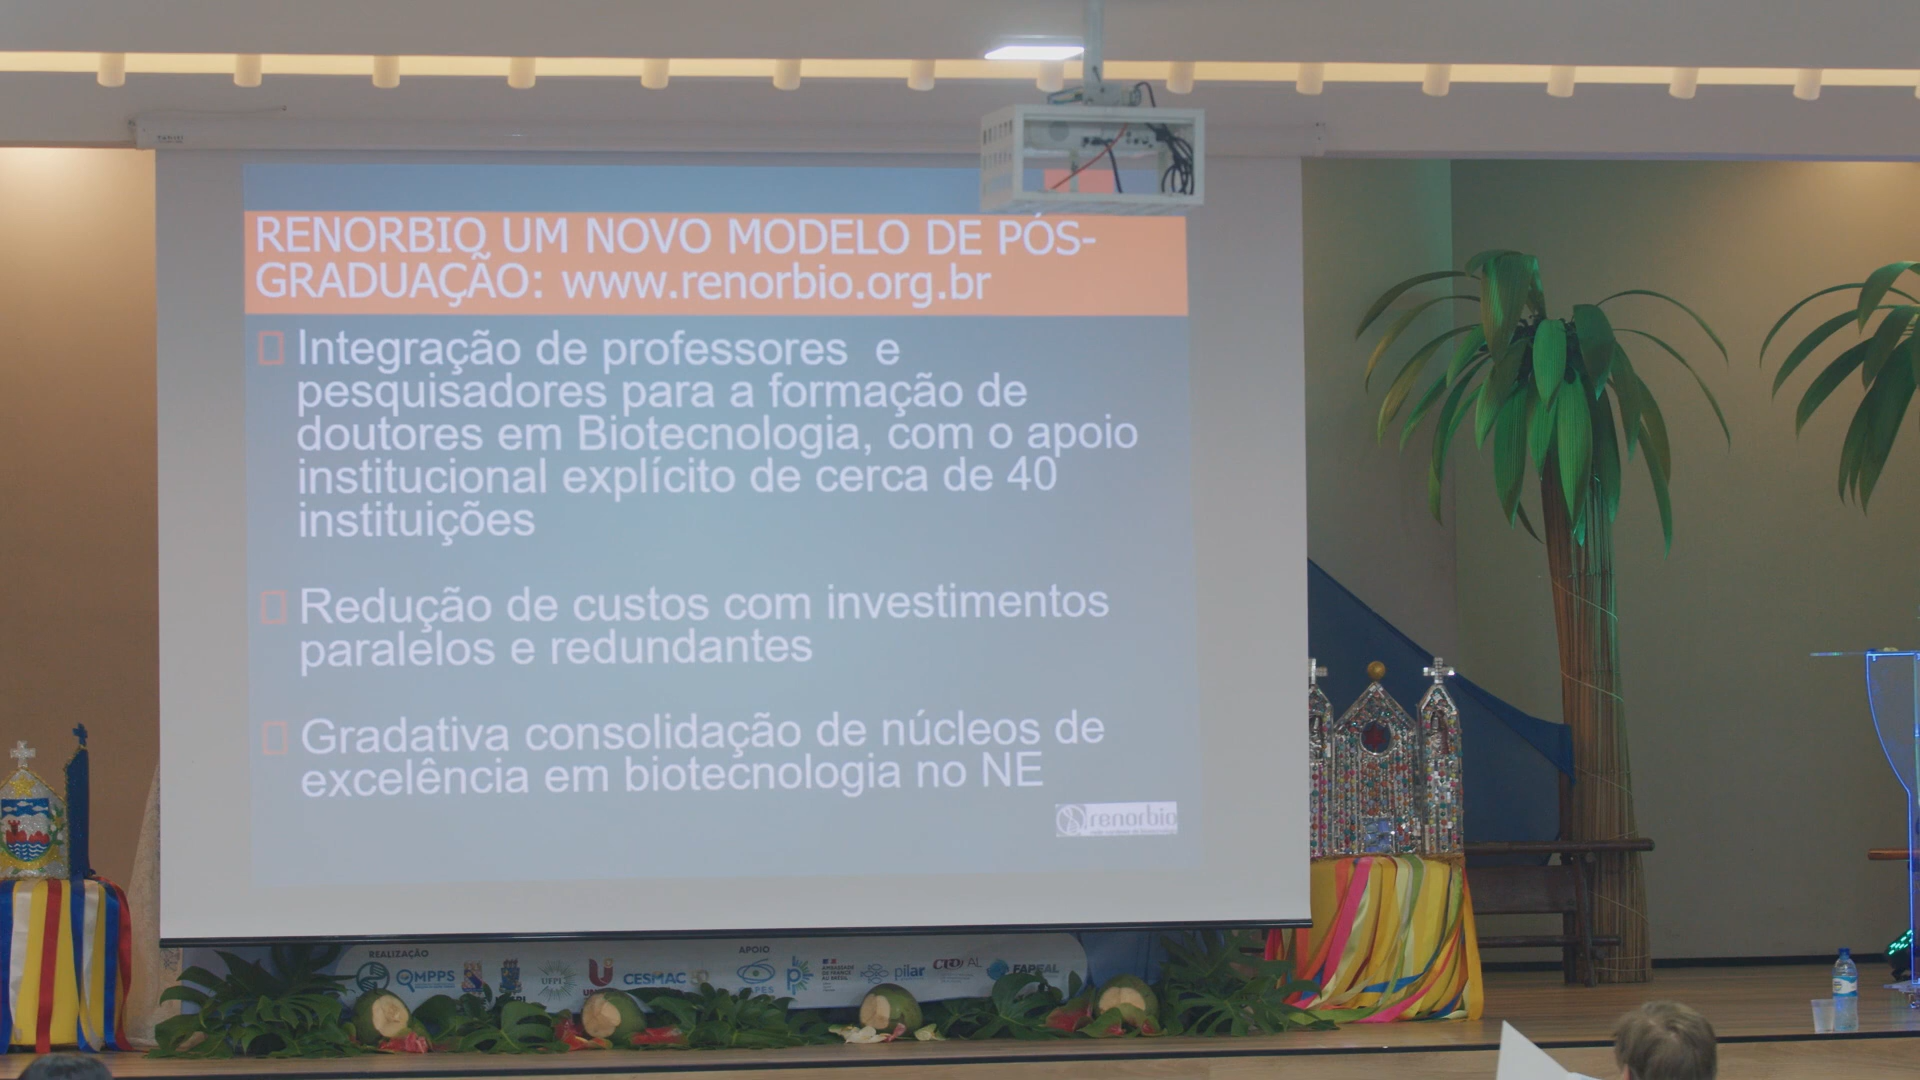 RENORBIO UM NOVO MODELO DE PÓS-
GRADUAÇÃO: www.renorbio.org.br
Integração de professores e
pesquisadores para a formação de
doutores em Biotecnologia, com o apoio
institucional explícito de cerca de 40
instituições
Redução de custos com investimentos
paralelos e redundantes
Gradativa consolidação de núcleos de
excelência em biotecnologia no NE
renorbio
REALIZAÇÃO
APOIO
MPPS
UFPI
CESMAC
pilar
FAPEAL